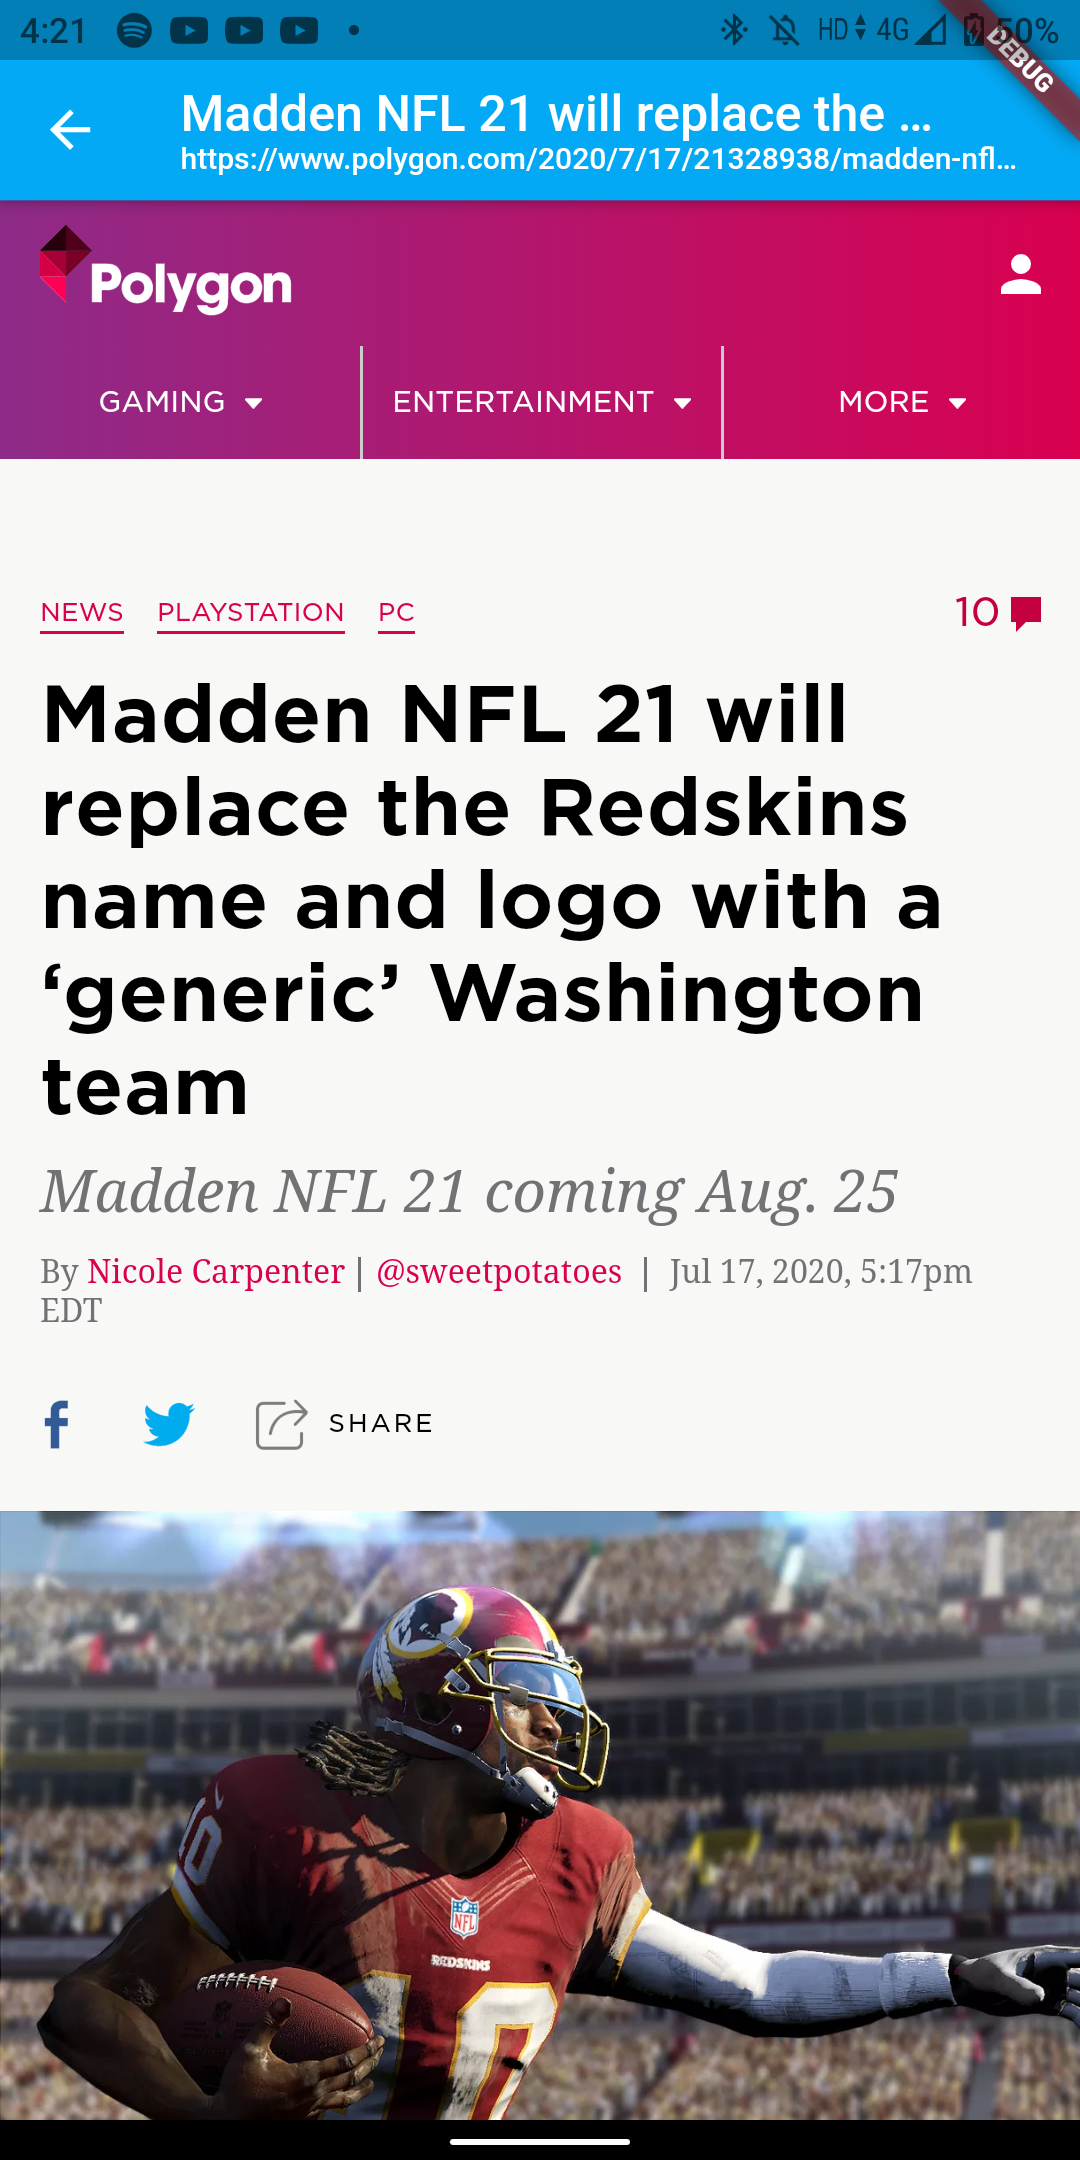 4:21
HD 4G 50%
DEBUG
Madden NFL 21 will replace the ...
https://www.polygon.com/2020/7/17/21328938/madden-nfl...
Polygon
GAMING ENTERTAINMENT MORE
NEWS PLAYSTATION PC 10
Madden NFL 21 will
replace the Redskins
name and logo with a
‘generic’ Washington
team
Madden NFL 21 coming Aug. 25
By Nicole Carpenter | @sweetpotatoes | Jul 17, 2020, 5:17pm
EDT
SHARE
10
NFL
REDSKINS
10